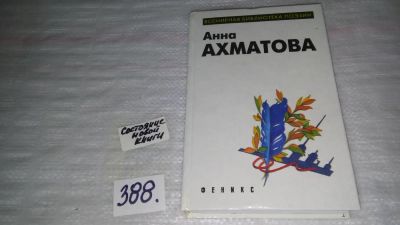 ВСЕМИРНАЯ БИБЛИОТЕКА ПОЭЗИИ
Анна
АХМАТОВА
ФЕНИКС
Состояние
новой
книги
388.